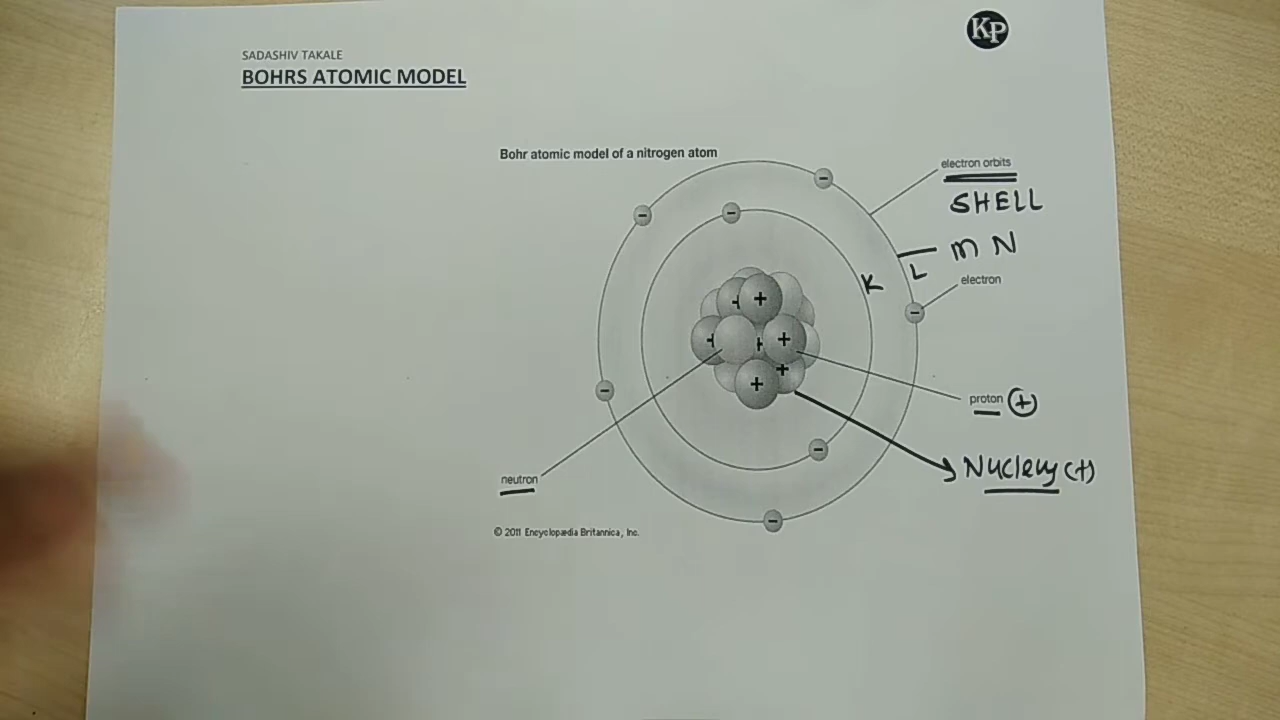 KP
SADASHIV TAKALE
BOHRS ATOMIC MODEL
Bohr atomic model of a nitrogen atom
electron orbits
SHELL
M N
L
K
electron
proton (+)
Nucleus (+)
neutron
© 2011 Encyclopædia Britannica, Inc.